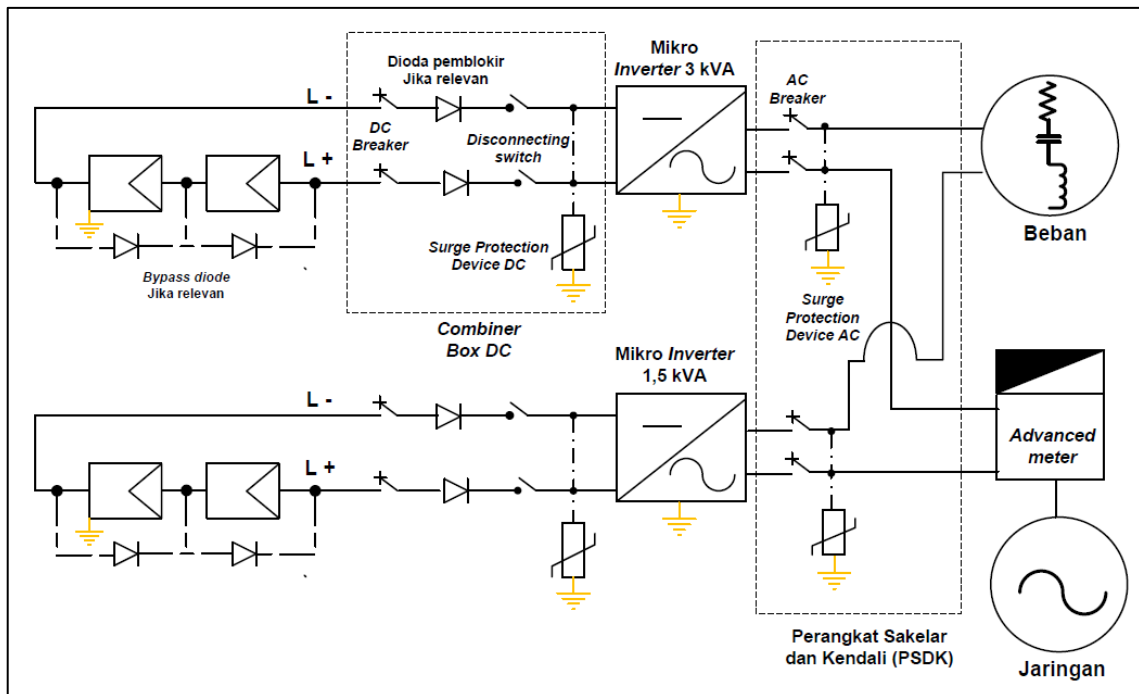 Dioda pemblokir
Jika relevan
Mikro
Inverter 3 kVA
AC
Breaker
L -
DC
Breaker
Disconnecting
switch
L +
Surge Protection
Device DC
Bypass diode
Jika relevan
Beban
Combiner
Box DC
Surge
Protection
Device AC
Mikro Inverter
1,5 kVA
L -
L +
Advanced
meter
Perangkat Sakelar
dan Kendali (PSDK)
Jaringan